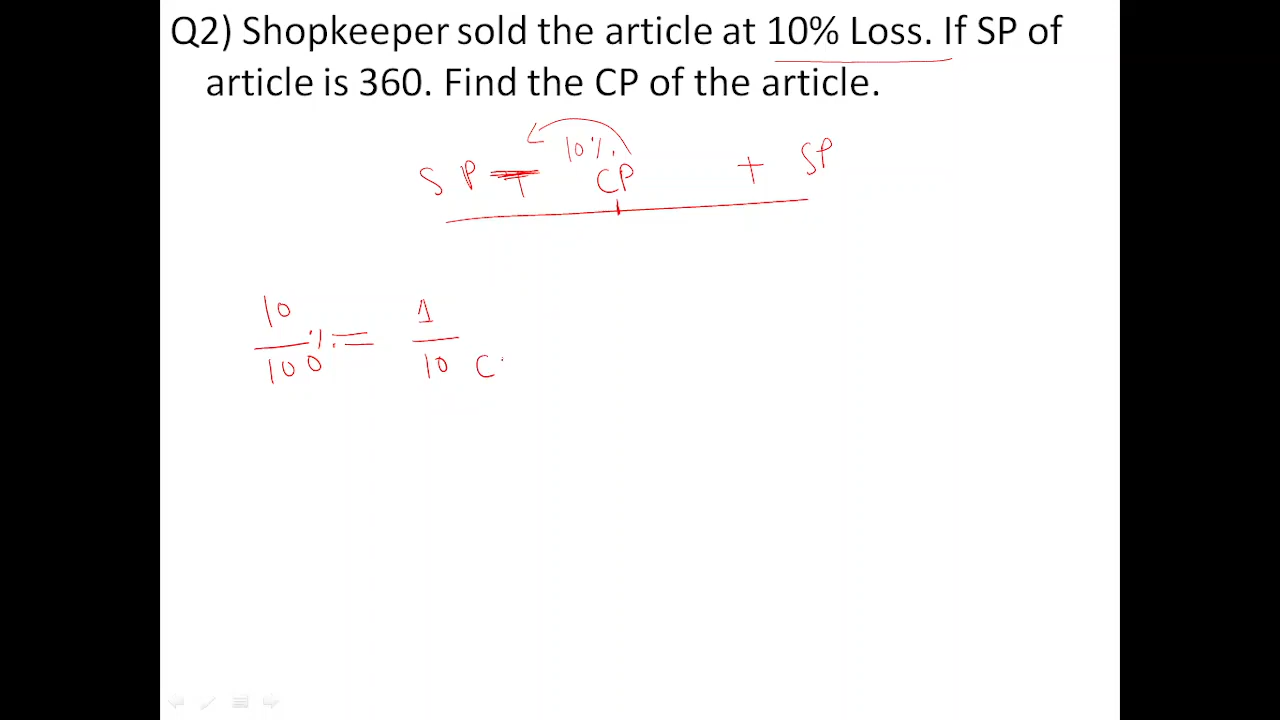 Q2) Shopkeeper sold the article at 10% Loss. If SP of
article is 360. Find the CP of the article.
10%
SP - CP + SP
10 1
% =
100 10 C